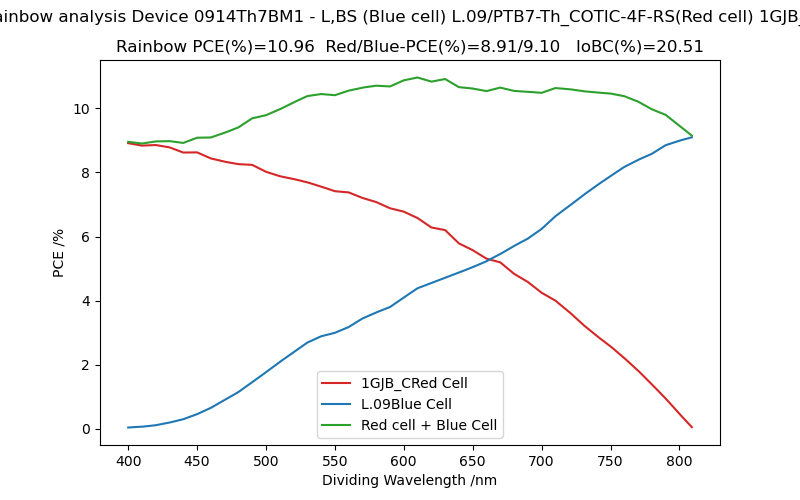 ainbow analysis Device 0914Th7BM1 - L,BS (Blue cell) L.09/PTB7-Th_COTIC-4F-RS(Red cell) 1GJB_
Rainbow PCE(%)=10.96 Red/Blue-PCE(%)=8.91/9.10 IoBC(%)=20.51
PCE /%
10
8
6
4
2
0
1GJB_CRed Cell
L.09Blue Cell
Red cell + Blue Cell
400 450 500 550 600 650 700 750 800
Dividing Wavelength /nm